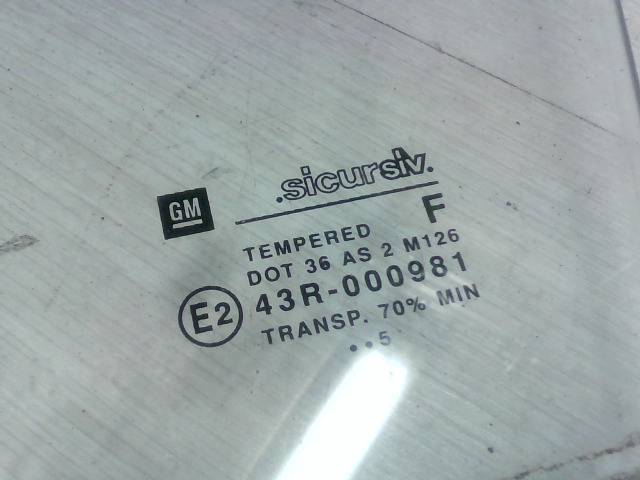 .sicursiv.
GM
F
TEMPERED
DOT 36 AS 2 M126
E2
43R-000981
TRANSP. 70% MIN
..5